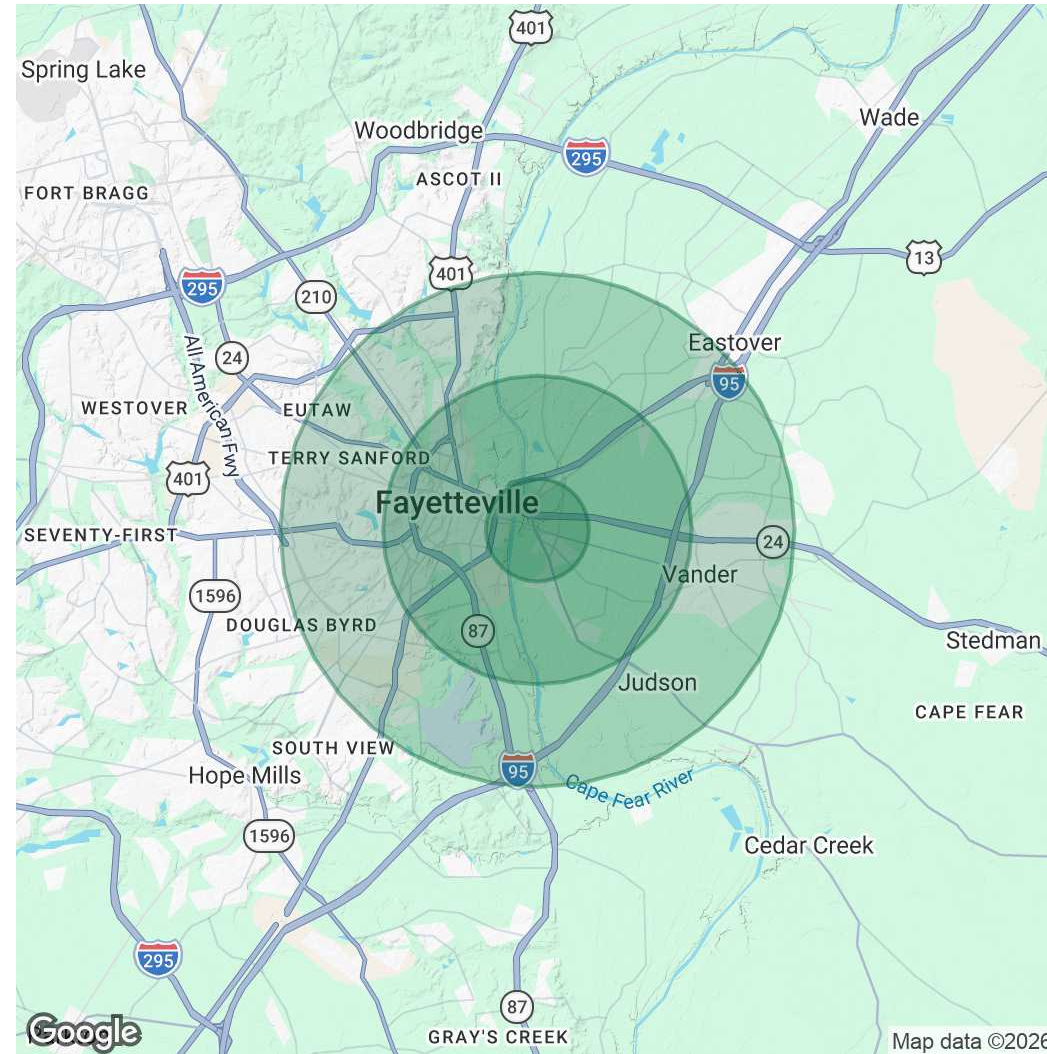 401
Spring Lake
Wade
Woodbridge
295
ASCOT II
FORT BRAGG
13
401
295
210
Eastover
24
All American Fwy
95
WESTOVER
EUTAW
TERRY SANFORD
401
Fayetteville
SEVENTY-FIRST
24
Vander
1596
DOUGLAS BYRD
87
Stedman
Judson
CAPE FEAR
SOUTH VIEW
95
Hope Mills
Cape Fear River
1596
Cedar Creek
295
87
Google
GRAY'S CREEK
Map data ©2026